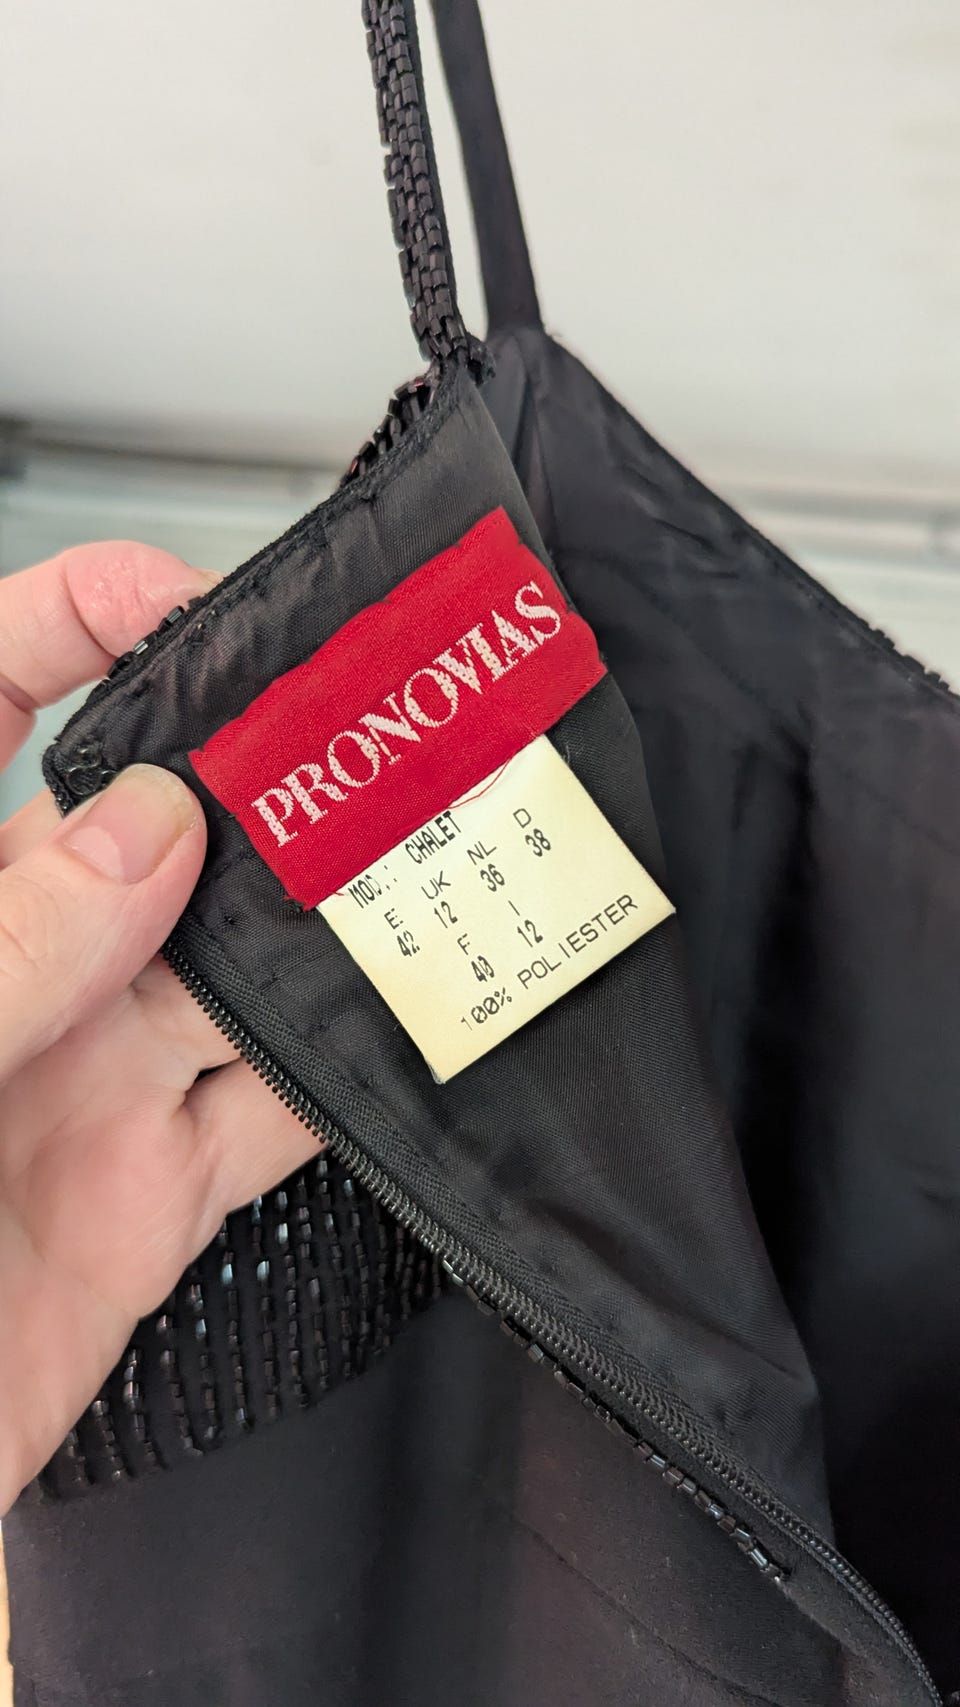 PRONOVIAS
MOD.: CHALET
E: UK NL D
42 12 36 38
F I
40 12
100% POLIESTER